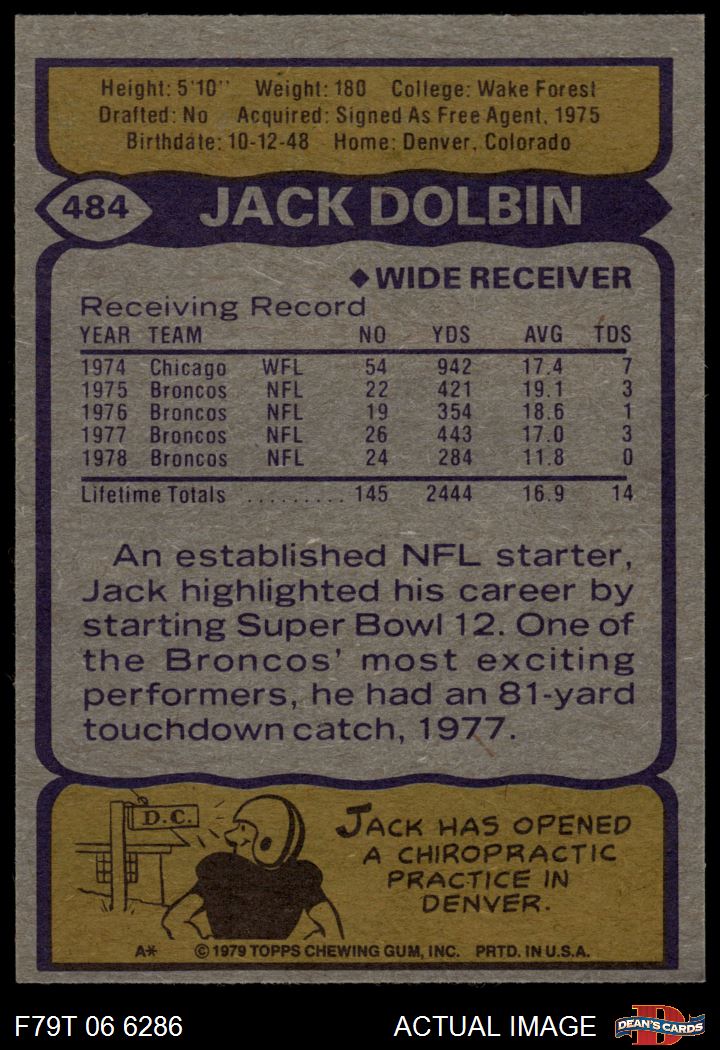 Height: 5'10" Weight: 180 College: Wake Forest
Drafted: No Acquired: Signed As Free Agent, 1975
Birthdate: 10-12-48 Home: Denver, Colorado
484 JACK DOLBIN
◆ WIDE RECEIVER
Receiving Record
YEAR TEAM NO YDS AVG TDS
1974 Chicago WFL 54 942 17.4 7
1975 Broncos NFL 22 421 19.1 3
1976 Broncos NFL 19 354 18.6 1
1977 Broncos NFL 26 443 17.0 3
1978 Broncos NFL 24 284 11.8 0
Lifetime Totals ......... 145 2444 16.9 14
An established NFL starter,
Jack highlighted his career by
starting Super Bowl 12. One of
the Broncos' most exciting
performers, he had an 81-yard
touchdown catch, 1977.
D.C.
JACK HAS OPENED
A CHIROPRACTIC
PRACTICE IN
DENVER.
A* © 1979 TOPPS CHEWING GUM, INC. PRTD. IN U.S.A.
F79T 06 6286 ACTUAL IMAGE D DEAN'S CARDS